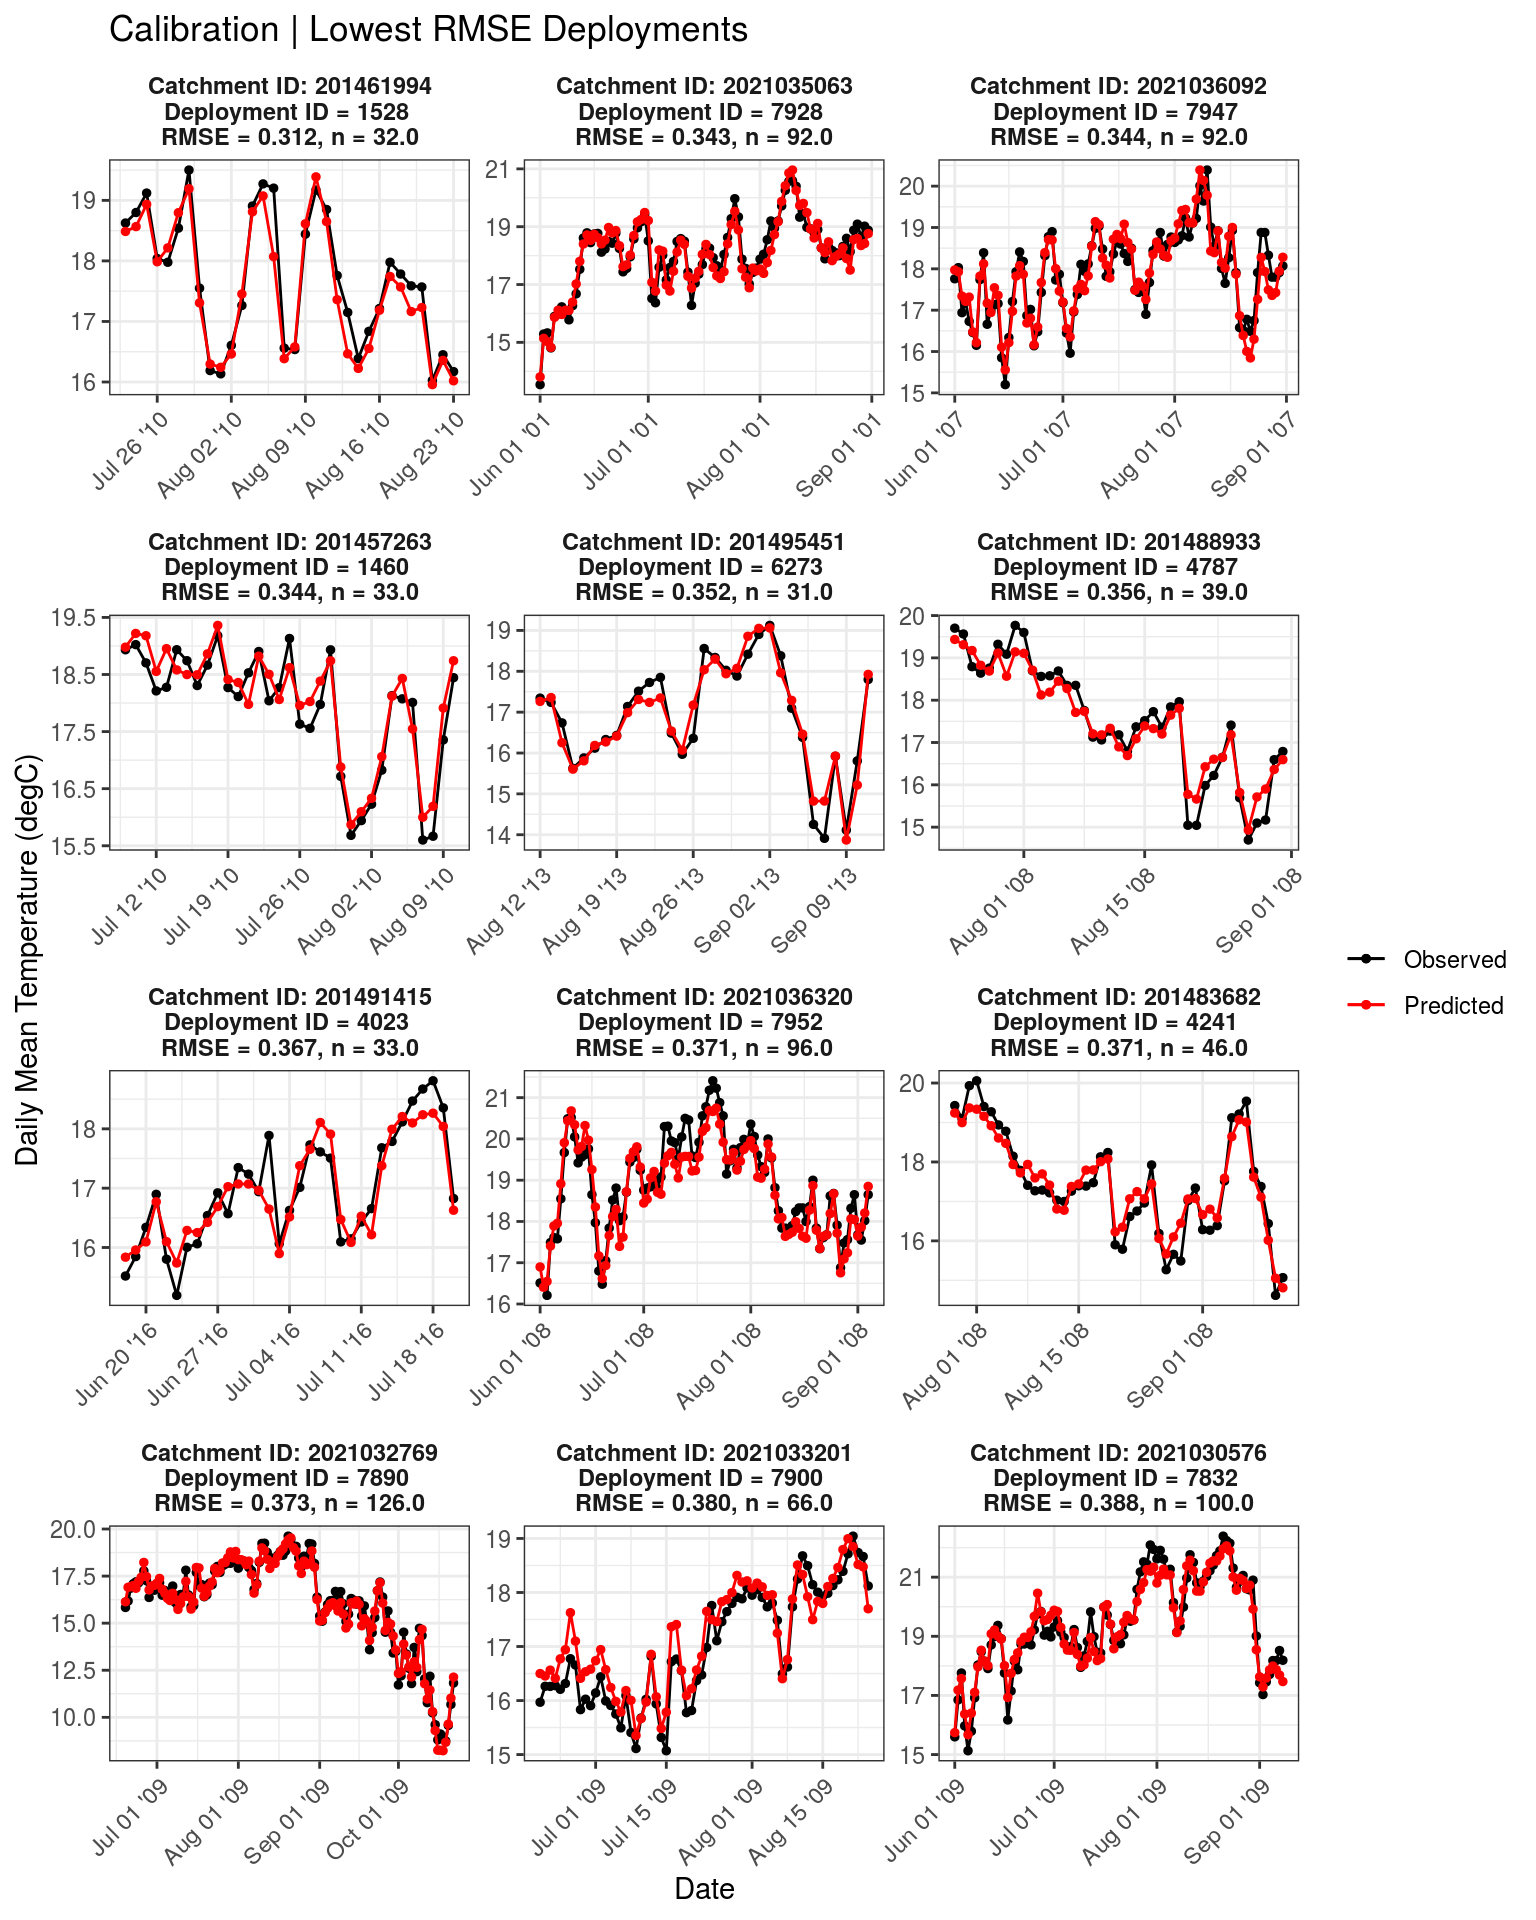 Calibration | Lowest RMSE Deployments
Catchment ID: 201461994
Deployment ID = 1528
RMSE = 0.312, n = 32.0
19
18
17
16
Jul 26 '10
Aug 02 '10
Aug 09 '10
Aug 16 '10
Aug 23 '10
Catchment ID: 2021035063
Deployment ID = 7928
RMSE = 0.343, n = 92.0
21
19
17
15
Jun 01 '01
Jul 01 '01
Aug 01 '01
Sep 01 '01
Catchment ID: 2021036092
Deployment ID = 7947
RMSE = 0.344, n = 92.0
20
19
18
17
16
15
Jun 01 '07
Jul 01 '07
Aug 01 '07
Sep 01 '07
Catchment ID: 201457263
Deployment ID = 1460
RMSE = 0.344, n = 33.0
19.5
18.5
17.5
16.5
15.5
Jul 12 '10
Jul 19 '10
Jul 26 '10
Aug 02 '10
Aug 09 '10
Catchment ID: 201495451
Deployment ID = 6273
RMSE = 0.352, n = 31.0
19
18
17
16
15
14
Aug 12 '13
Aug 19 '13
Aug 26 '13
Sep 02 '13
Sep 09 '13
Catchment ID: 201488933
Deployment ID = 4787
RMSE = 0.356, n = 39.0
20
19
18
17
16
15
Aug 01 '08
Aug 15 '08
Sep 01 '08
Daily Mean Temperature (degC)
Observed
Predicted
Catchment ID: 201491415
Deployment ID = 4023
RMSE = 0.367, n = 33.0
18
17
16
Jun 20 '16
Jun 27 '16
Jul 04 '16
Jul 11 '16
Jul 18 '16
Catchment ID: 2021036320
Deployment ID = 7952
RMSE = 0.371, n = 96.0
21
20
19
18
17
16
Jun 01 '08
Jul 01 '08
Aug 01 '08
Sep 01 '08
Catchment ID: 201483682
Deployment ID = 4241
RMSE = 0.371, n = 46.0
20
18
16
Aug 01 '08
Aug 15 '08
Sep 01 '08
Catchment ID: 2021032769
Deployment ID = 7890
RMSE = 0.373, n = 126.0
20.0
17.5
15.0
12.5
10.0
Jul 01 '09
Aug 01 '09
Sep 01 '09
Oct 01 '09
Catchment ID: 2021033201
Deployment ID = 7900
RMSE = 0.380, n = 66.0
19
18
17
16
15
Jul 01 '09
Jul 15 '09
Aug 01 '09
Aug 15 '09
Catchment ID: 2021030576
Deployment ID = 7832
RMSE = 0.388, n = 100.0
21
19
17
15
Jun 01 '09
Jul 01 '09
Aug 01 '09
Sep 01 '09
Date